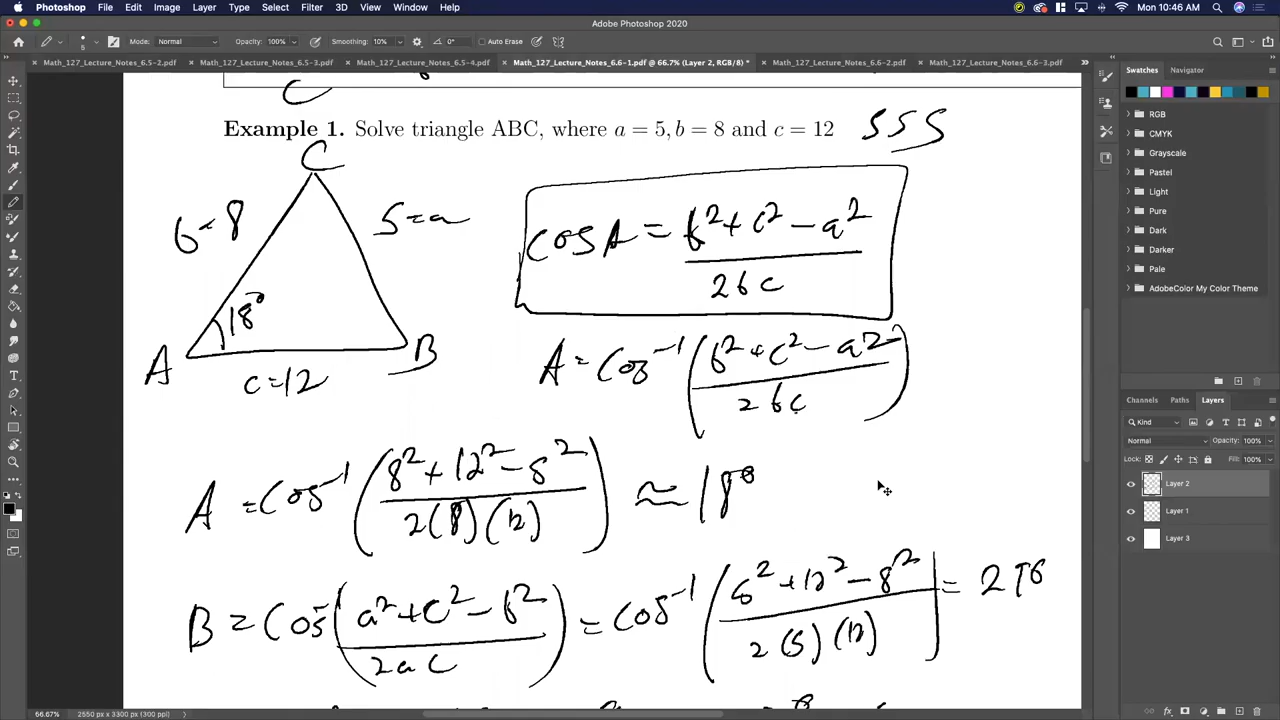 Photoshop File Edit Image Layer Type Select Filter 3D View Window Help Mon 10:46 AM
Adobe Photoshop 2020
Mode: Normal Opacity: 100% Smoothing: 10% 0° Auto Erase
Math_127_Lecture_Notes_6.5-2.pdf Math_127_Lecture_Notes_6.5-3.pdf Math_127_Lecture_Notes_6.5-4.pdf Math_127_Lecture_Notes_6.6-1.pdf @ 66.7% (Layer 2, RGB/8) * Math_127_Lecture_Notes_6.6-2.pdf Math_127_Lecture_Notes_6.6-3.pdf
C
Example 1. Solve triangle ABC, where a = 5, b = 8 and c = 12 SSS
C
b = 8
5 = a
18°
A
B
c = 12
cos A = b² + c² − a² / 2bc
A = cos⁻¹ ( b² + c² − a² / 2bc )
A = cos⁻¹ ( 8² + 12² − 5² / 2(8)(12) ) ≈ 18°
B = cos⁻ ( a² + c² − b² / 2ac ) = cos⁻¹ ( 5² + 12² − 8² / 2(5)(12) ) =
Swatches Navigator
RGB
CMYK
Grayscale
Pastel
Light
Pure
Dark
Darker
Pale
AdobeColor My Color Theme
Channels Paths Layers
Kind
Normal Opacity: 100%
Lock: Fill: 100%
Layer 2
Layer 1
Layer 3
66.67% 2550 px x 3300 px (300 ppi)